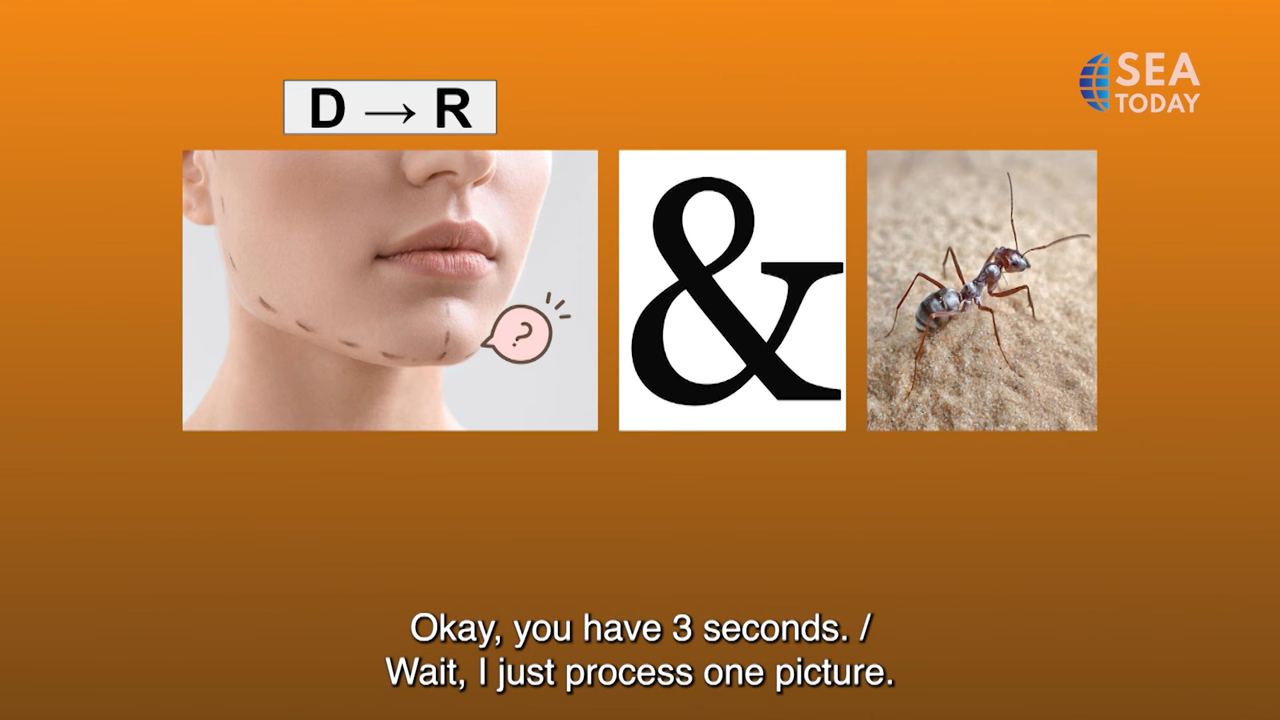 SEA
TODAY
D → R
?
&
Okay, you have 3 seconds. /
Wait, I just process one picture.